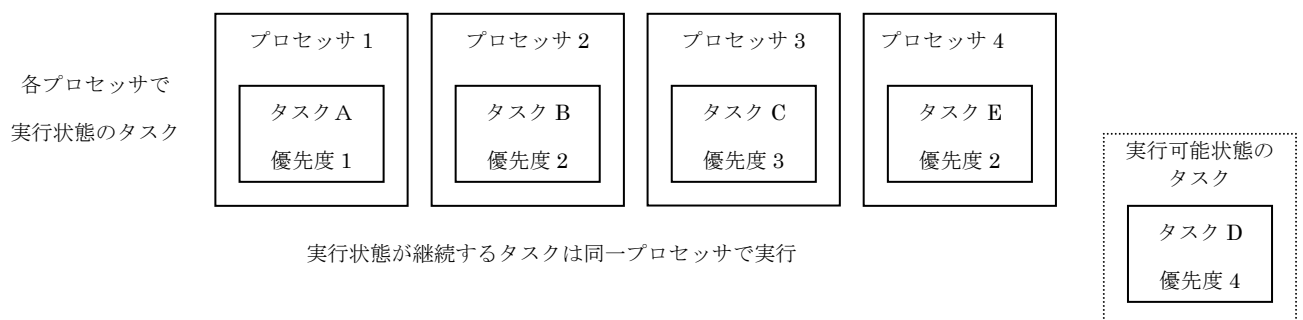 プロセッサ 1
プロセッサ 2
プロセッサ 3
プロセッサ 4
各プロセッサで
実行状態のタスク
タスク A
優先度 1
タスク B
優先度 2
タスク C
優先度 3
タスク E
優先度 2
実行可能状態の
タスク
タスク D
優先度 4
実行状態が継続するタスクは同一プロセッサで実行